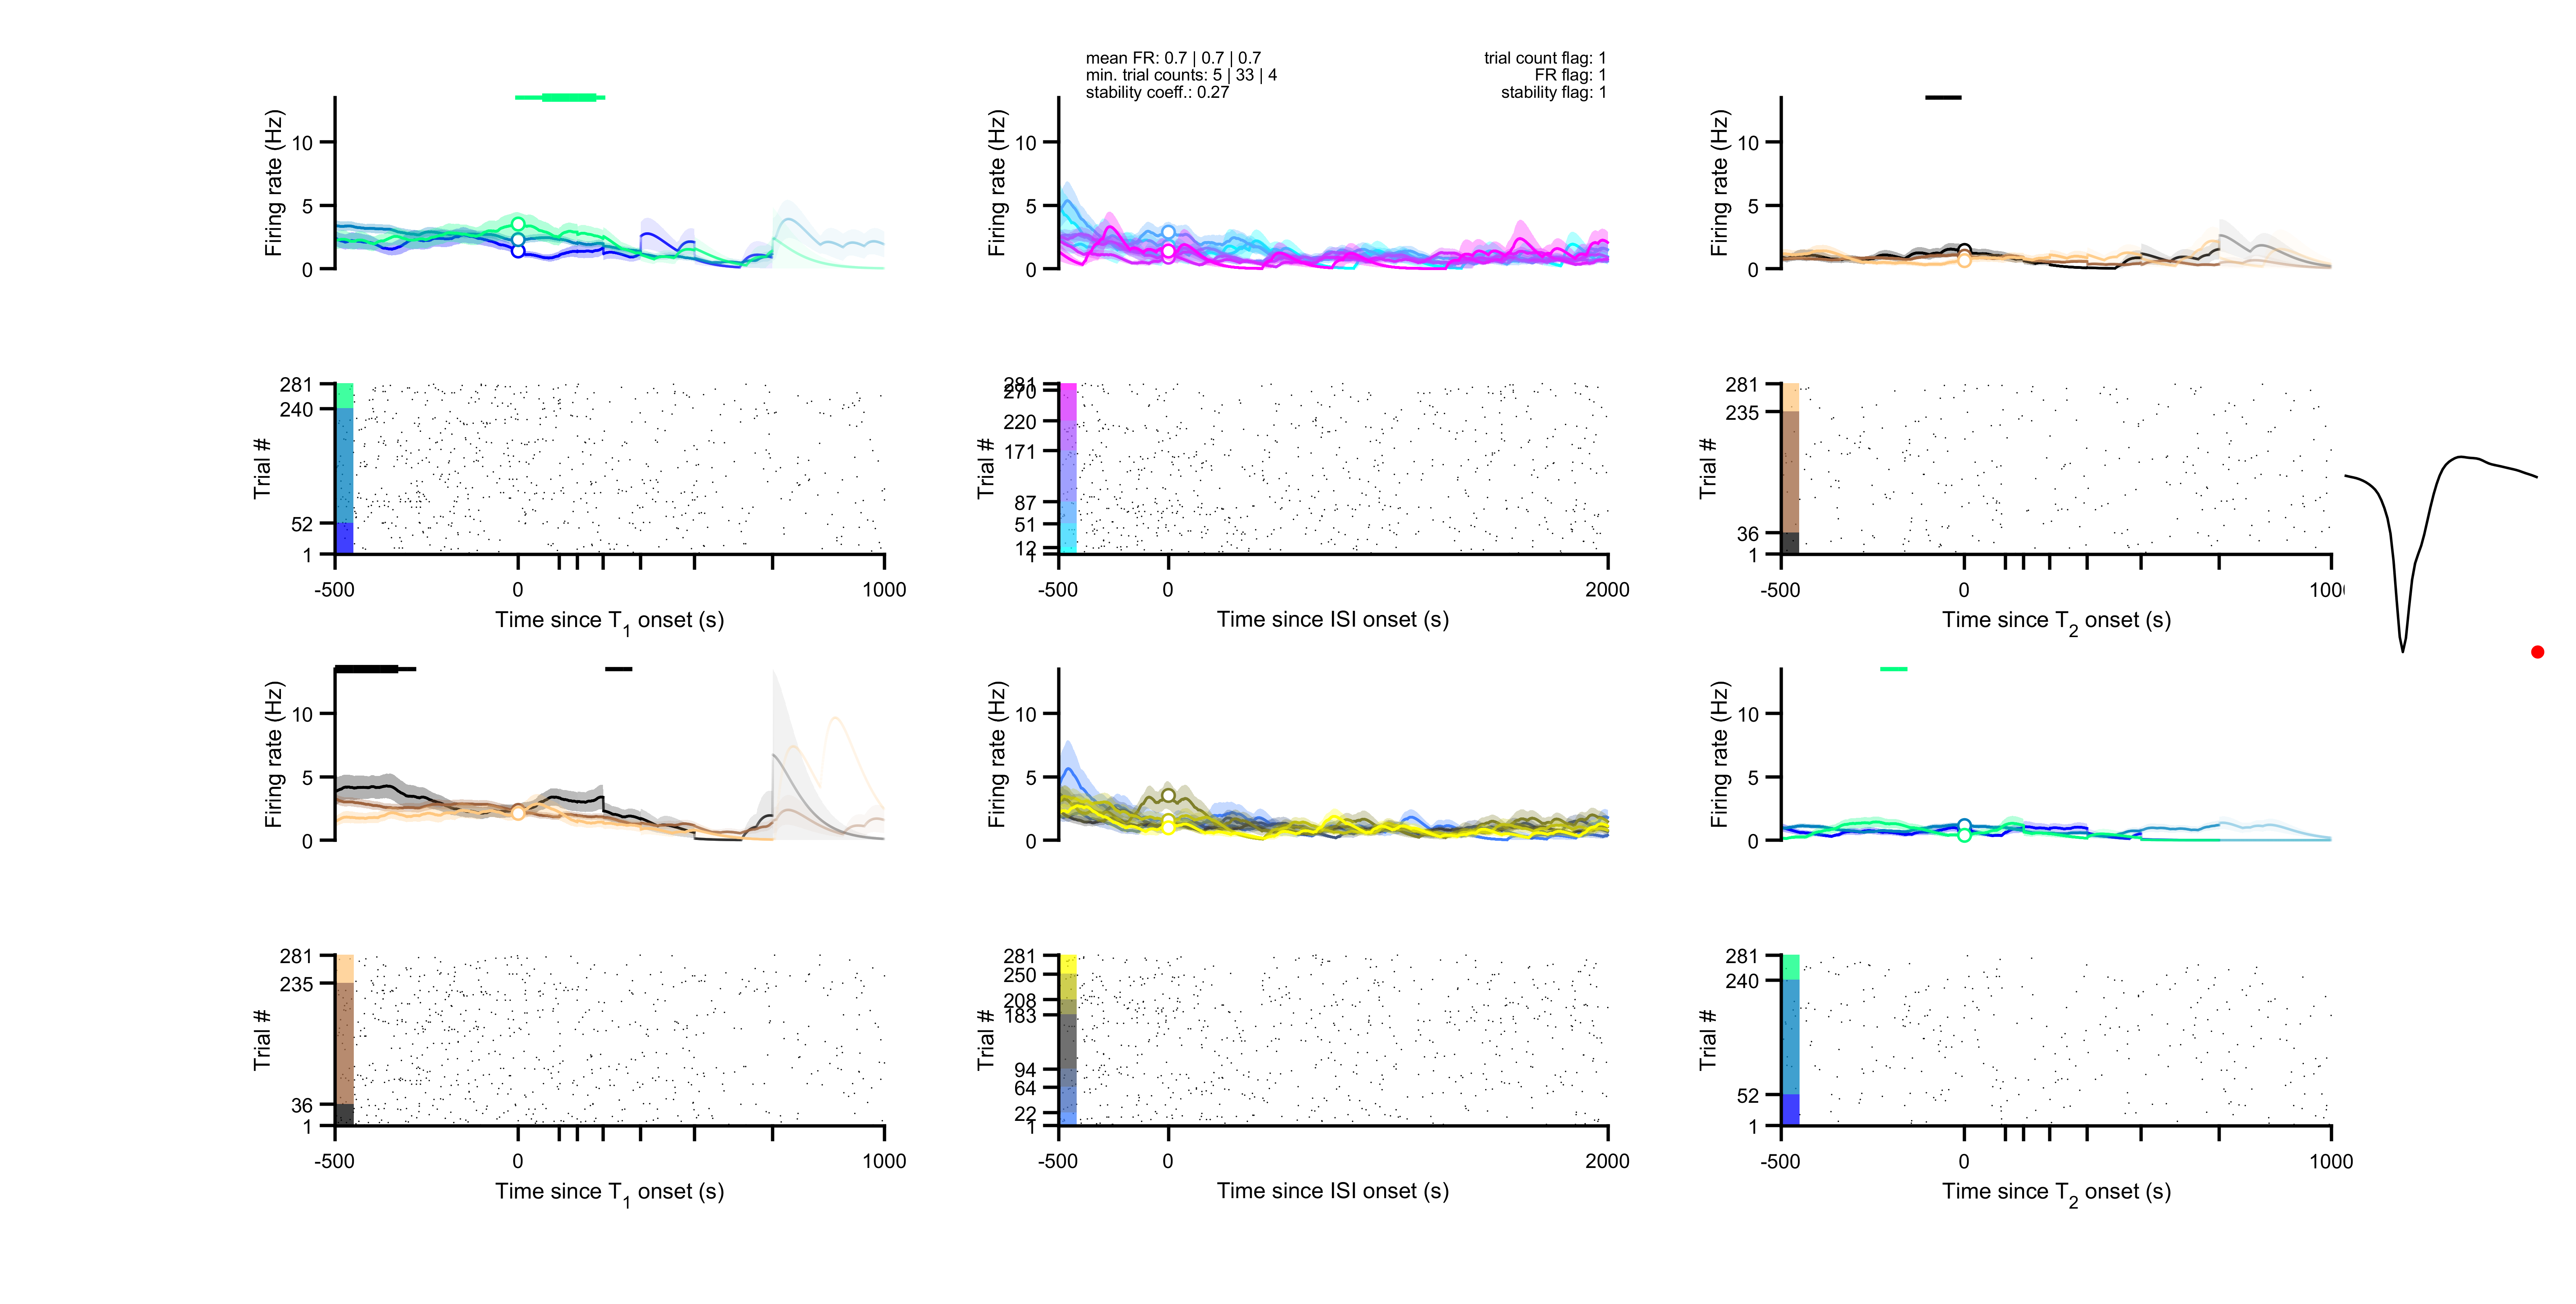 mean FR: 0.7 | 0.7 | 0.7
min. trial counts: 5 | 33 | 4
stability coeff.: 0.27
trial count flag: 1
FR flag: 1
stability flag: 1
Firing rate (Hz)
10
5
0
Firing rate (Hz)
10
5
0
Firing rate (Hz)
10
5
0
Trial #
281
240
52
1
-500
0
1000
Time since T1 onset (s)
Trial #
281
270
220
171
87
51
12
1
-500
0
2000
Time since ISI onset (s)
Trial #
281
235
36
1
-500
0
Time since T2 onset (s)
Firing rate (Hz)
10
5
0
Firing rate (Hz)
10
5
0
Firing rate (Hz)
10
5
0
Trial #
281
235
36
1
-500
0
1000
Time since T1 onset (s)
Trial #
281
250
208
183
94
64
22
1
-500
0
2000
Time since ISI onset (s)
Trial #
281
240
52
1
-500
0
1000
Time since T2 onset (s)